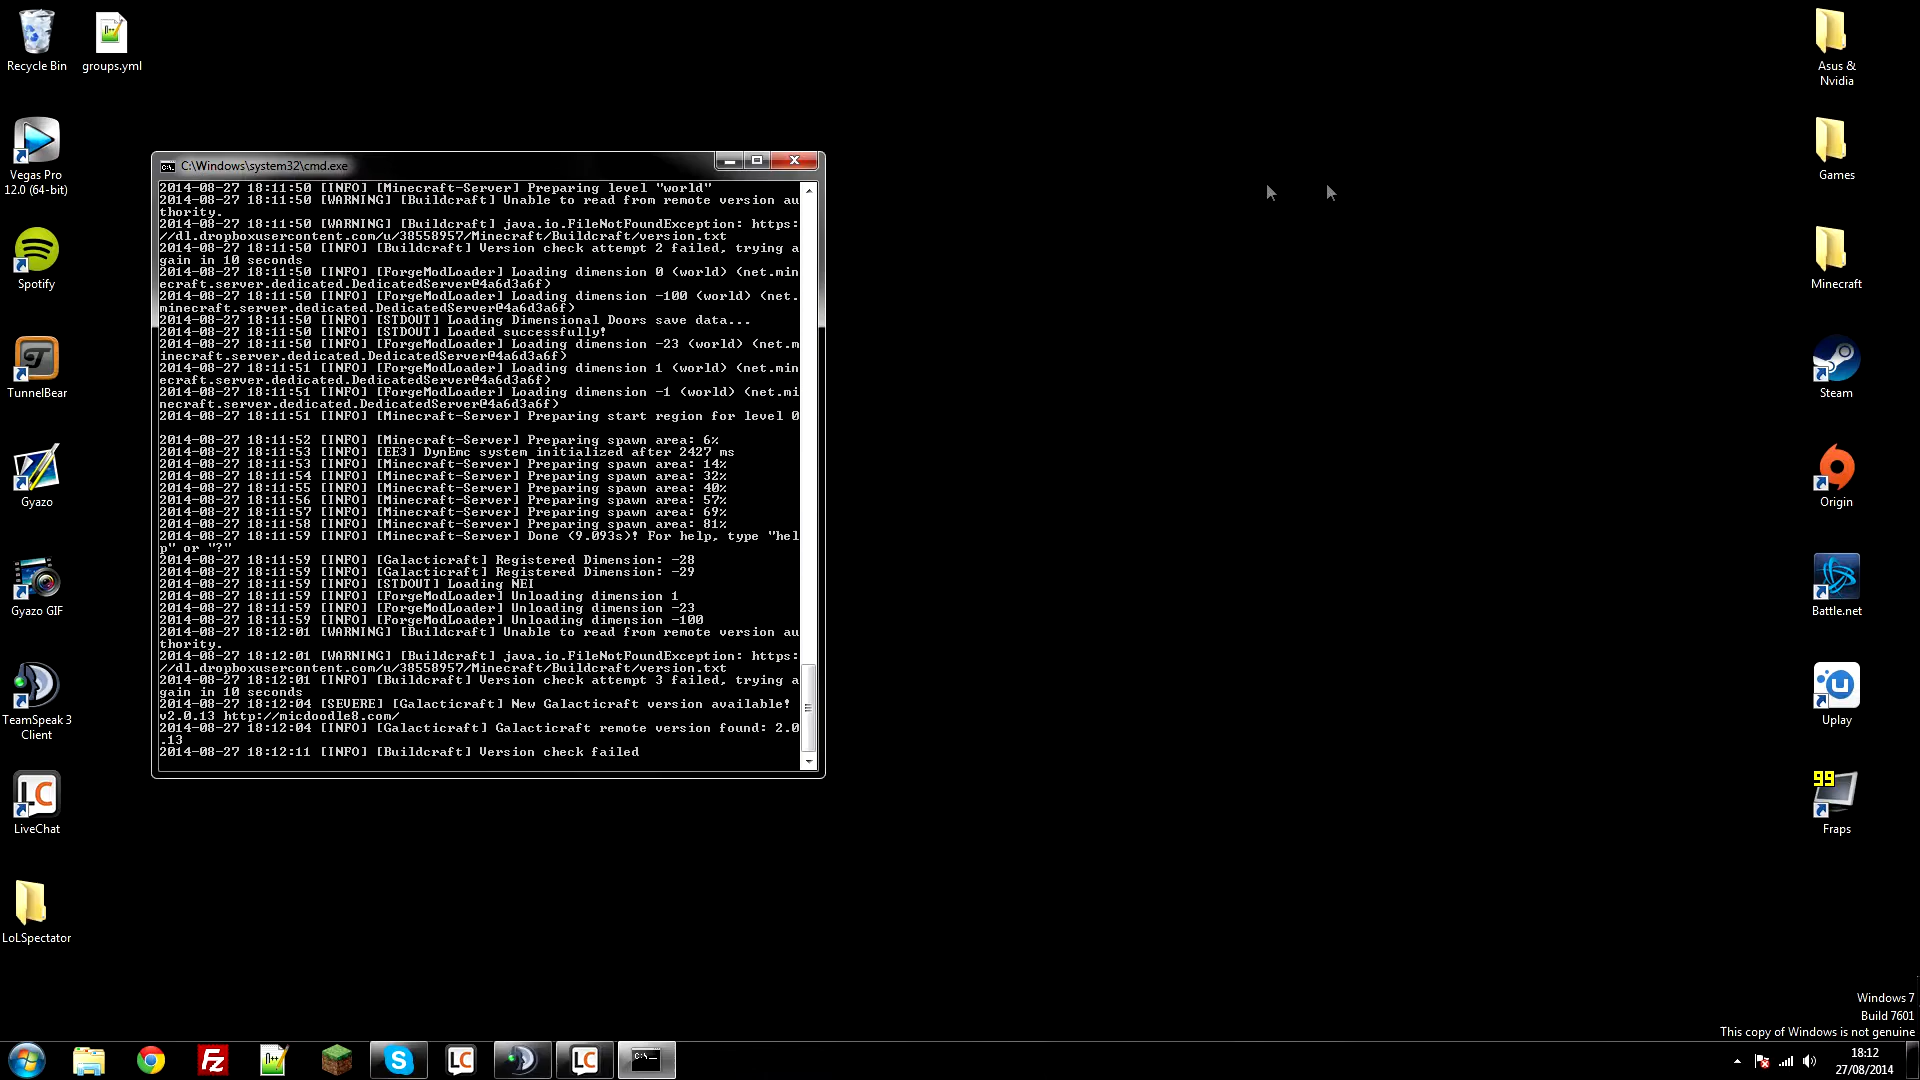 Recycle Bin
groups.yml
Vegas Pro
12.0 (64-bit)
Spotify
TunnelBear
Gyazo
Gyazo GIF
TeamSpeak 3
Client
LC
LiveChat
LoLSpectator
C:\Windows\system32\cmd.exe
2014-08-27 18:11:50 [INFO] [Minecraft-Server] Preparing level "world"
2014-08-27 18:11:50 [WARNING] [Buildcraft] Unable to read from remote version au
thority.
2014-08-27 18:11:50 [WARNING] [Buildcraft] java.io.FileNotFoundException: https:
//dl.dropboxusercontent.com/u/38558957/Minecraft/Buildcraft/version.txt
2014-08-27 18:11:50 [INFO] [Buildcraft] Version check attempt 2 failed, trying a
gain in 10 seconds
2014-08-27 18:11:50 [INFO] [ForgeModLoader] Loading dimension 0 (world) (net.min
ecraft.server.dedicated.DedicatedServer@4a6d3a6f)
2014-08-27 18:11:50 [INFO] [ForgeModLoader] Loading dimension -100 (world) (net.
minecraft.server.dedicated.DedicatedServer@4a6d3a6f)
2014-08-27 18:11:50 [INFO] [STDOUT] Loading Dimensional Doors save data...
2014-08-27 18:11:50 [INFO] [STDOUT] Loaded successfully!
2014-08-27 18:11:50 [INFO] [ForgeModLoader] Loading dimension -23 (world) (net.m
inecraft.server.dedicated.DedicatedServer@4a6d3a6f)
2014-08-27 18:11:51 [INFO] [ForgeModLoader] Loading dimension 1 (world) (net.min
ecraft.server.dedicated.DedicatedServer@4a6d3a6f)
2014-08-27 18:11:51 [INFO] [ForgeModLoader] Loading dimension -1 (world) (net.mi
necraft.server.dedicated.DedicatedServer@4a6d3a6f)
2014-08-27 18:11:51 [INFO] [Minecraft-Server] Preparing start region for level 0
2014-08-27 18:11:52 [INFO] [Minecraft-Server] Preparing spawn area: 6%
2014-08-27 18:11:53 [INFO] [EE3] DynEmc system initialized after 2427 ms
2014-08-27 18:11:53 [INFO] [Minecraft-Server] Preparing spawn area: 14%
2014-08-27 18:11:54 [INFO] [Minecraft-Server] Preparing spawn area: 32%
2014-08-27 18:11:55 [INFO] [Minecraft-Server] Preparing spawn area: 40%
2014-08-27 18:11:56 [INFO] [Minecraft-Server] Preparing spawn area: 57%
2014-08-27 18:11:57 [INFO] [Minecraft-Server] Preparing spawn area: 69%
2014-08-27 18:11:58 [INFO] [Minecraft-Server] Preparing spawn area: 81%
2014-08-27 18:11:59 [INFO] [Minecraft-Server] Done (9.093s)! For help, type "hel
p" or "?"
2014-08-27 18:11:59 [INFO] [Galacticraft] Registered Dimension: -28
2014-08-27 18:11:59 [INFO] [Galacticraft] Registered Dimension: -29
2014-08-27 18:11:59 [INFO] [STDOUT] Loading NEI
2014-08-27 18:11:59 [INFO] [ForgeModLoader] Unloading dimension 1
2014-08-27 18:11:59 [INFO] [ForgeModLoader] Unloading dimension -23
2014-08-27 18:11:59 [INFO] [ForgeModLoader] Unloading dimension -100
2014-08-27 18:12:01 [WARNING] [Buildcraft] Unable to read from remote version au
thority.
2014-08-27 18:12:01 [WARNING] [Buildcraft] java.io.FileNotFoundException: https:
//dl.dropboxusercontent.com/u/38558957/Minecraft/Buildcraft/version.txt
2014-08-27 18:12:01 [INFO] [Buildcraft] Version check attempt 3 failed, trying a
gain in 10 seconds
2014-08-27 18:12:04 [SEVERE] [Galacticraft] New Galacticraft version available!
v2.0.13 http://micdoodle8.com/
2014-08-27 18:12:04 [INFO] [Galacticraft] Galacticraft remote version found: 2.0
.13
2014-08-27 18:12:11 [INFO] [Buildcraft] Version check failed
Asus &
Nvidia
Games
Minecraft
Steam
Origin
Battle.net
Uplay
99
Fraps
Windows 7
Build 7601
This copy of Windows is not genuine
Fz
LC
LC
C:\.
18:12
27/08/2014